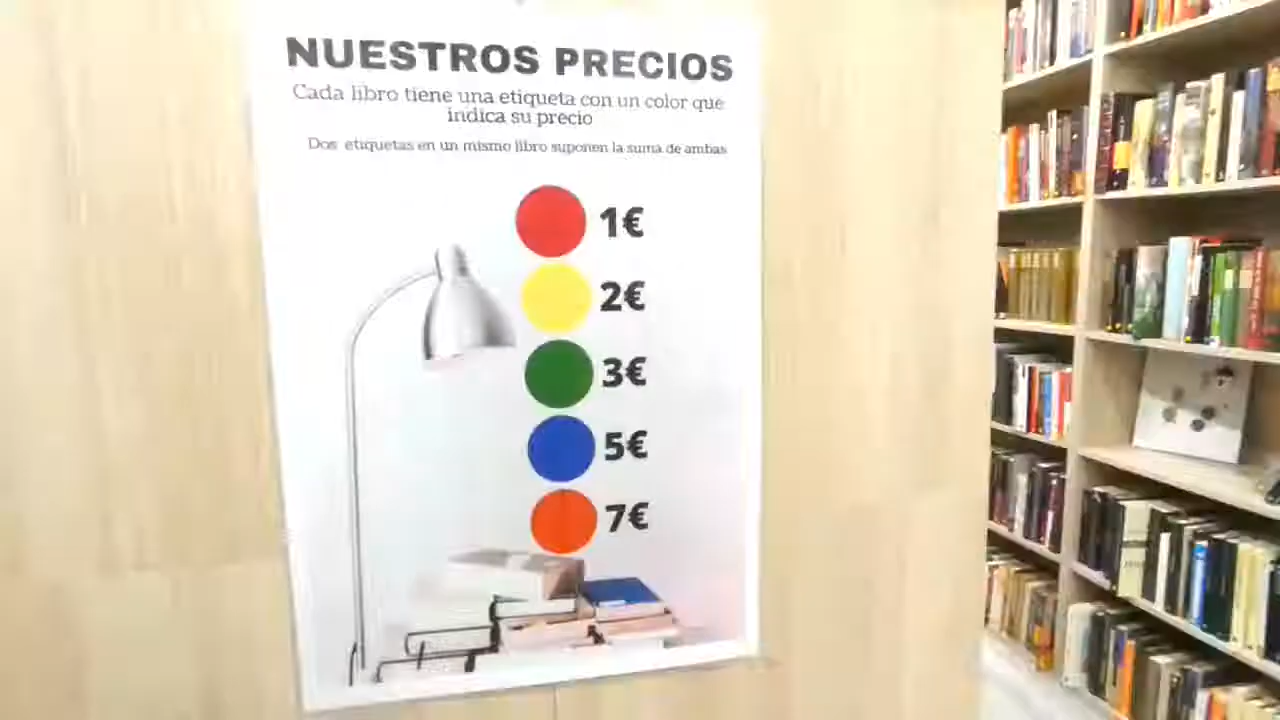 NUESTROS PRECIOS
Cada libro tiene una etiqueta con un color que
indica su precio
Dos etiquetas en un mismo libro suponen la suma de ambas
1€
2€
3€
5€
7€